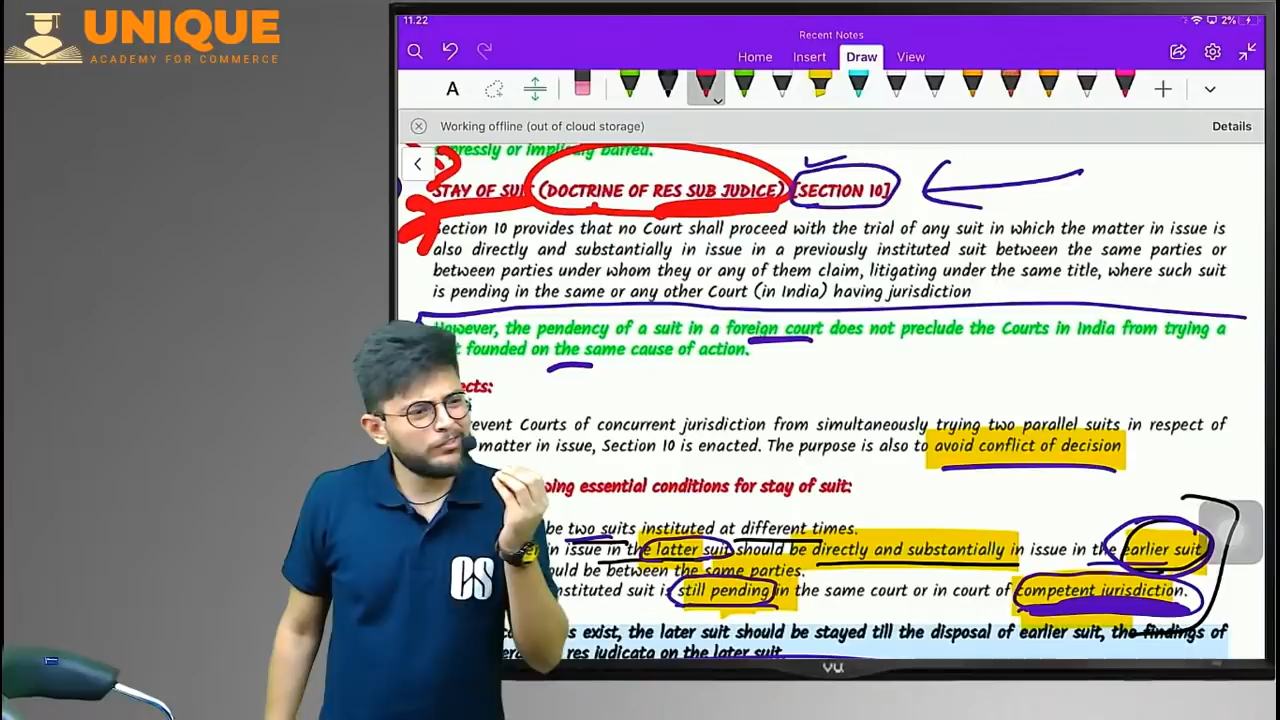 UNIQUE
ACADEMY FOR COMMERCE
11.22
2%
Recent Notes
Home Insert Draw View
A
Working offline (out of cloud storage)
Details
expressly or implicitly barred.
STAY OF SUIT (DOCTRINE OF RES SUB JUDICE) [SECTION 10]
Section 10 provides that no Court shall proceed with the trial of any suit in which the matter in issue is
also directly and substantially in issue in a previously instituted suit between the same parties or
between parties under whom they or any of them claim, litigating under the same title, where such suit
is pending in the same or any other Court (in India) having jurisdiction
However, the pendency of a suit in a foreign court does not preclude the Courts in India from trying a
founded on the same cause of action.
ects:
event Courts of concurrent jurisdiction from simultaneously trying two parallel suits in respect of
matter in issue, Section 10 is enacted. The purpose is also to avoid conflict of decision
ing essential conditions for stay of suit:
be two suits instituted at different times.
in issue in the latter suit should be directly and substantially in issue in the earlier suit
ould be between the same parties.
nstituted suit is still pending in the same court or in court of competent jurisdiction.
exist, the later suit should be stayed till the disposal of earlier suit, the findings of
res judicata on the later suit.
CS
vu